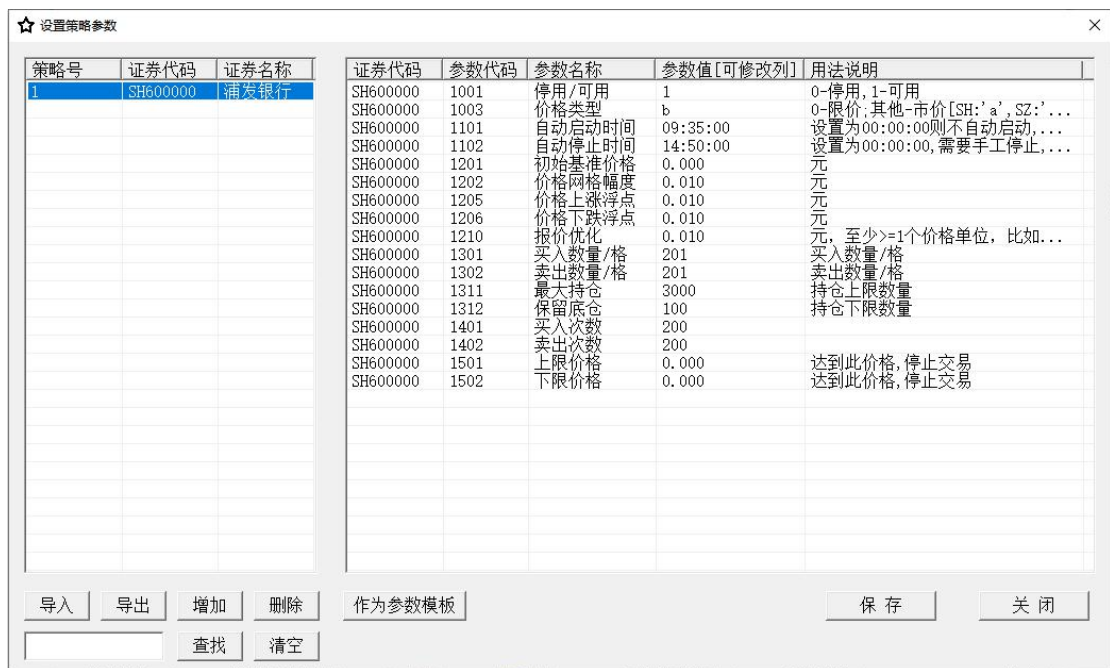 设置策略参数
策略号 证券代码 证券名称
1 SH600000 浦发银行
证券代码 参数代码 参数名称 参数值[可修改列] 用法说明
SH600000 1001 停用/可用 1 0-停用,1-可用
SH600000 1003 价格类型 b 0-限价;其他-市价[SH:'a',SZ:'...
SH600000 1101 自动启动时间 09:35:00 设置为00:00:00则不自动启动,...
SH600000 1102 自动停止时间 14:50:00 设置为00:00:00,需要手工停止,...
SH600000 1201 初始基准价格 0.000 元
SH600000 1202 价格网格幅度 0.010 元
SH600000 1205 价格上涨浮点 0.010 元
SH600000 1206 价格下跌浮点 0.010 元
SH600000 1210 报价优化 0.010 元，至少>=1个价格单位，比如...
SH600000 1301 买入数量/格 201 买入数量/格
SH600000 1302 卖出数量/格 201 卖出数量/格
SH600000 1311 最大持仓 3000 持仓上限数量
SH600000 1312 保留底仓 100 持仓下限数量
SH600000 1401 买入次数 200
SH600000 1402 卖出次数 200
SH600000 1501 上限价格 0.000 达到此价格,停止交易
SH600000 1502 下限价格 0.000 达到此价格,停止交易
导入 导出 增加 删除 作为参数模板 保存 关闭
查找 清空